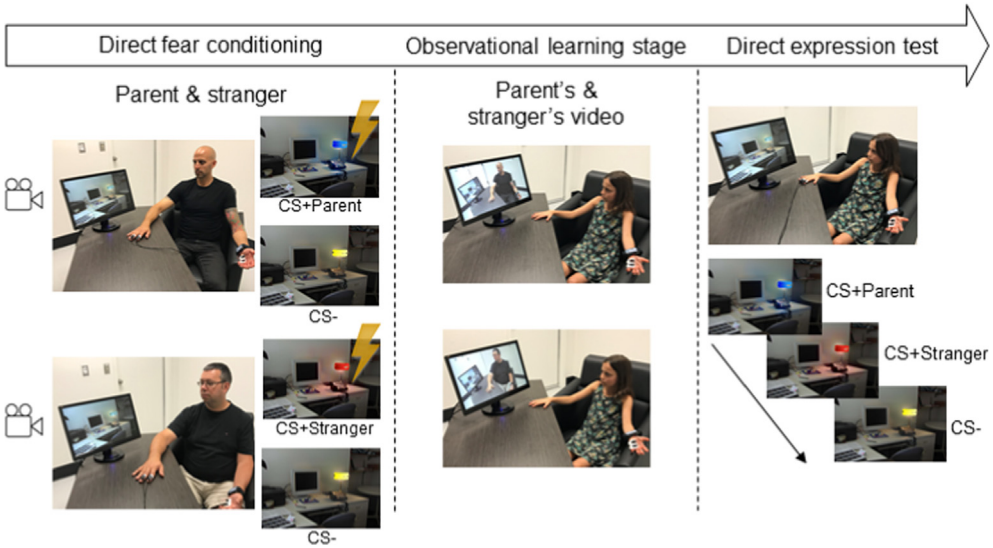 Direct fear conditioning
Observational learning stage
Direct expression test
Parent & stranger
CS+Parent
CS-
CS+Stranger
CS-
Parent's &
stranger's video
CS+Parent
CS+Stranger
CS-